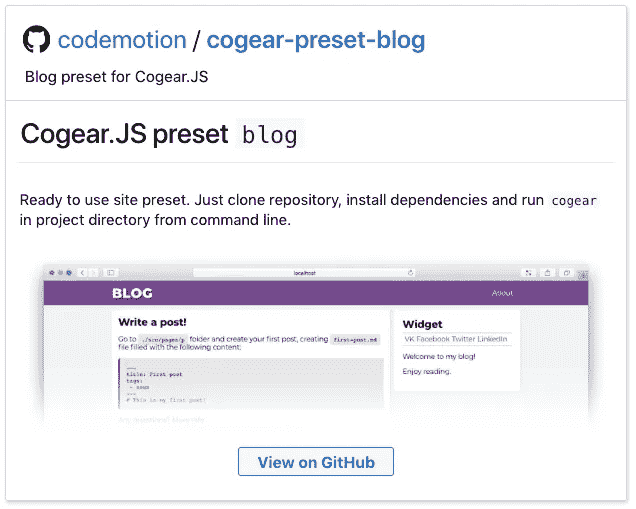 codemotion / cogear-preset-blog
Blog preset for Cogear.JS
Cogear.JS preset blog
Ready to use site preset. Just clone repository, install dependencies and run cogear
in project directory from command line.
localhost
BLOG
About
Write a post!
Go to ./src/pages/p folder and create your first post, creating first-post.md
file filled with the following content:
---
title: First post
tags:
- news
---
# This is my first post!
Widget
VK Facebook Twitter LinkedIn
Welcome to my blog!
Enjoy reading.
View on GitHub